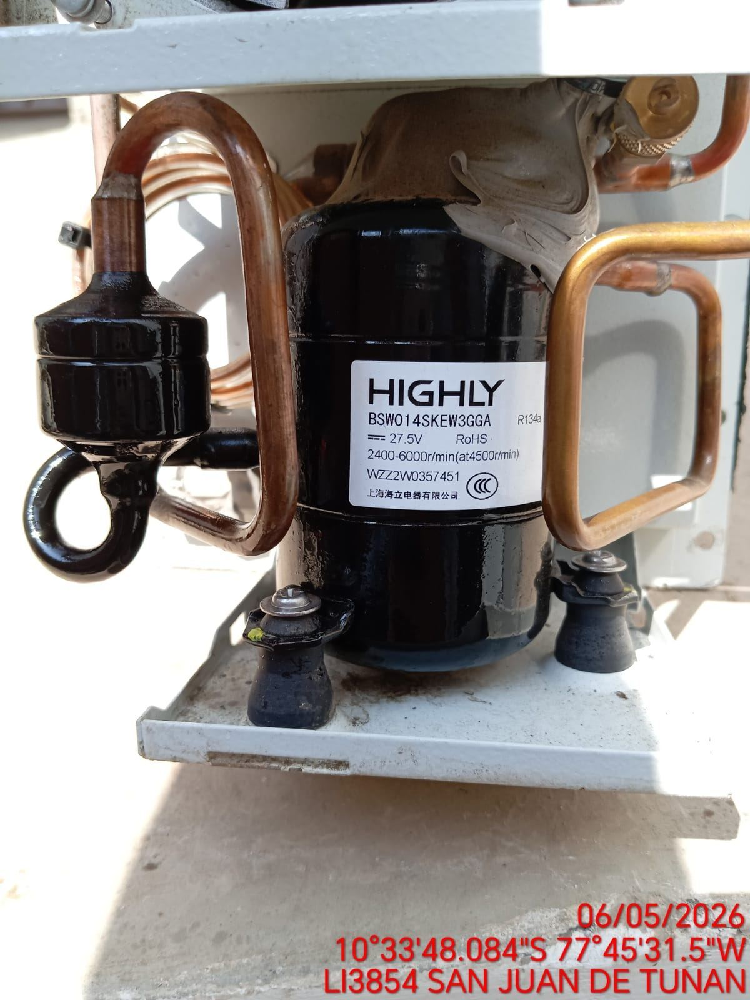 HIGHLY
BSW014SKEW3GGA R134a
27.5V RoHS
2400-6000r/min(at4500r/min)
WZZ2W0357451
上海海立电器有限公司
06/05/2026
10°33'48.084"S 77°45'31.5"W
LI3854 SAN JUAN DE TUNAN